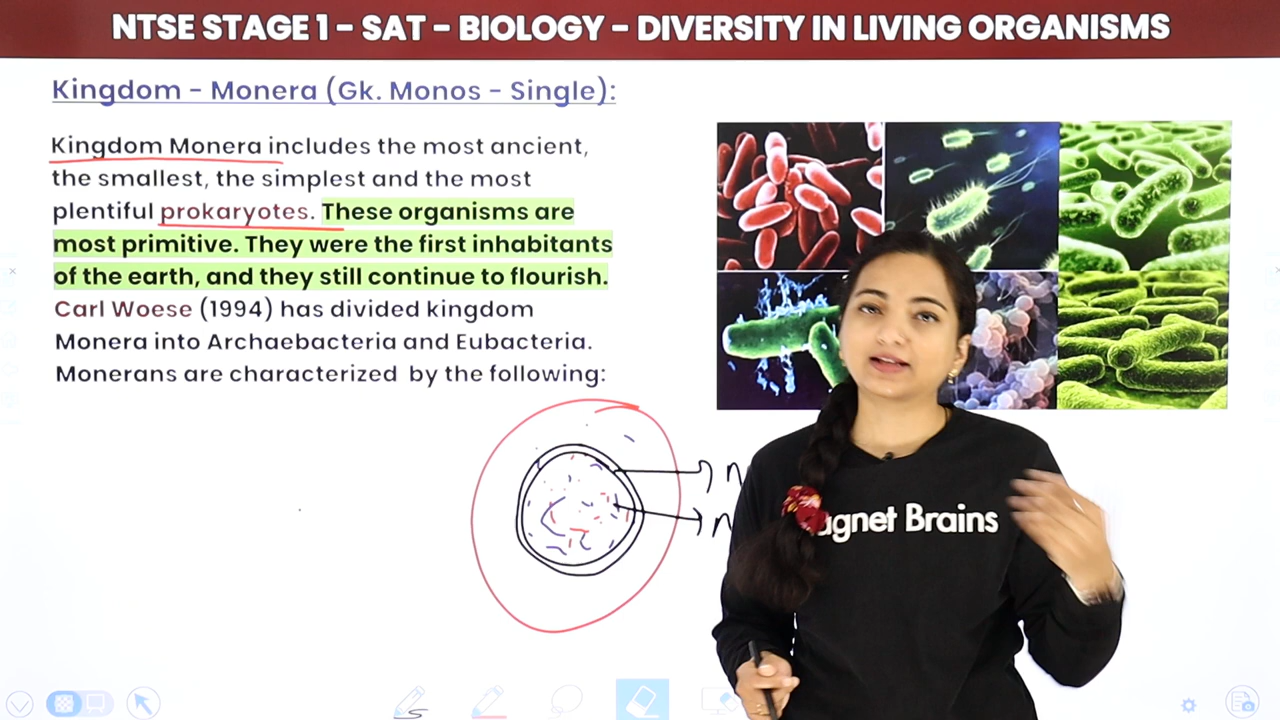 NTSE STAGE 1 - SAT - BIOLOGY - DIVERSITY IN LIVING ORGANISMS
Kingdom - Monera (Gk. Monos - Single):
Kingdom Monera includes the most ancient,
the smallest, the simplest and the most
plentiful prokaryotes. These organisms are
most primitive. They were the first inhabitants
of the earth, and they still continue to flourish.
Carl Woese (1994) has divided kingdom
Monera into Archaebacteria and Eubacteria.
Monerans are characterized by the following:
n
n
Brains